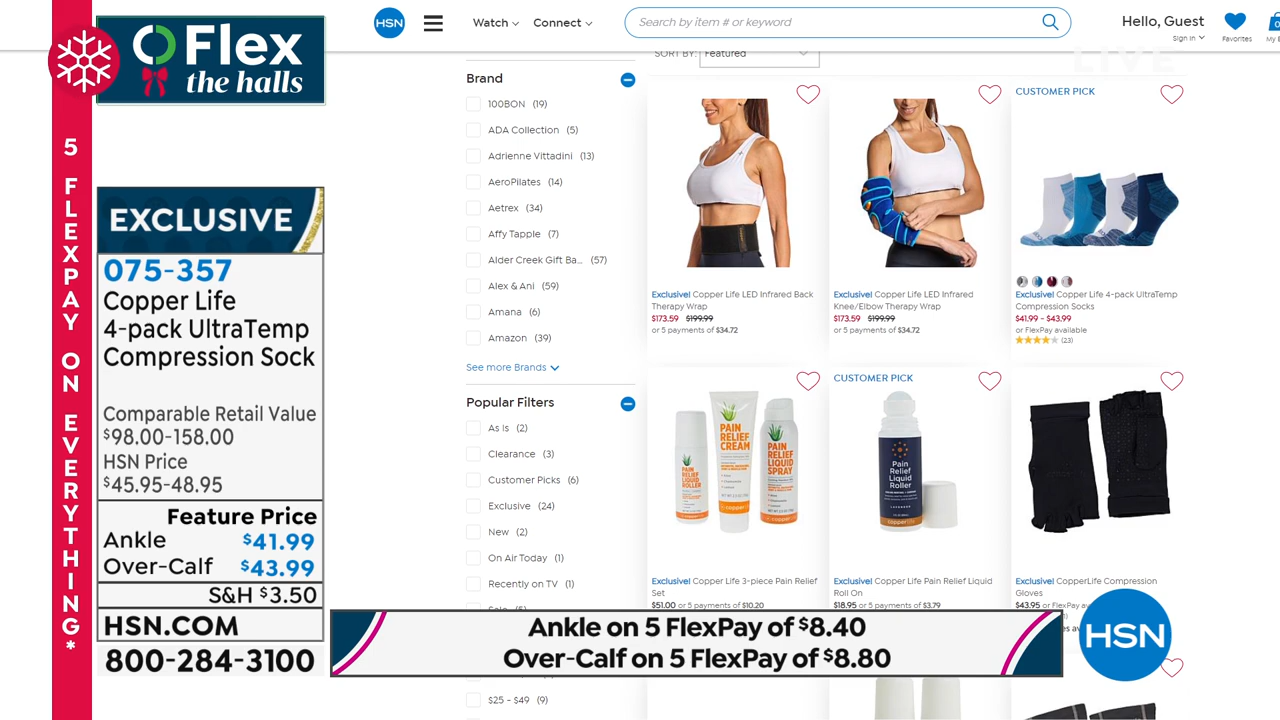 Flex
the halls
5 FLEXPAY ON EVERYTHING*
EXCLUSIVE
075-357
Copper Life
4-pack UltraTemp
Compression Sock
Comparable Retail Value
$98.00-158.00
HSN Price
$45.95-48.95
Feature Price
Ankle $41.99
Over-Calf $43.99
S&H $3.50
HSN.COM
800-284-3100
HSN
Watch
Connect
Search by item # or keyword
Hello, Guest
Sign In
Favorites
LIVE
SORT BY: Featured
Brand
100BON (19)
ADA Collection (5)
Adrienne Vittadini (13)
AeroPilates (14)
Aetrex (34)
Affy Tapple (7)
Alder Creek Gift Ba... (57)
Alex & Ani (59)
Amana (6)
Amazon (39)
See more Brands
Popular Filters
As Is (2)
Clearance (3)
Customer Picks (6)
Exclusive (24)
New (2)
On Air Today (1)
Recently on TV (1)
$25 - $49 (9)
Exclusive! Copper Life LED Infrared Back
Therapy Wrap
$173.59 $199.99
or 5 payments of $34.72
Exclusive! Copper Life LED Infrared
Knee/Elbow Therapy Wrap
$173.59 $199.99
or 5 payments of $34.72
CUSTOMER PICK
Exclusive! Copper Life 4-pack UltraTemp
Compression Socks
$41.99 - $43.99
or FlexPay available
(23)
PAIN
RELIEF
LIQUID
ROLLER
PAIN
RELIEF
CREAM
PAIN
RELIEF
LIQUID
SPRAY
Exclusive! Copper Life 3-piece Pain Relief
Set
$51.00 or 5 payments of $10.20
CUSTOMER PICK
Pain
Relief
Liquid
Roller
copper life
Exclusive! Copper Life Pain Relief Liquid
Roll On
$18.95 or 5 payments of $3.79
Exclusive! CopperLife Compression
Gloves
$43.95 or FlexPay
Ankle on 5 FlexPay of $8.40
Over-Calf on 5 FlexPay of $8.80
HSN